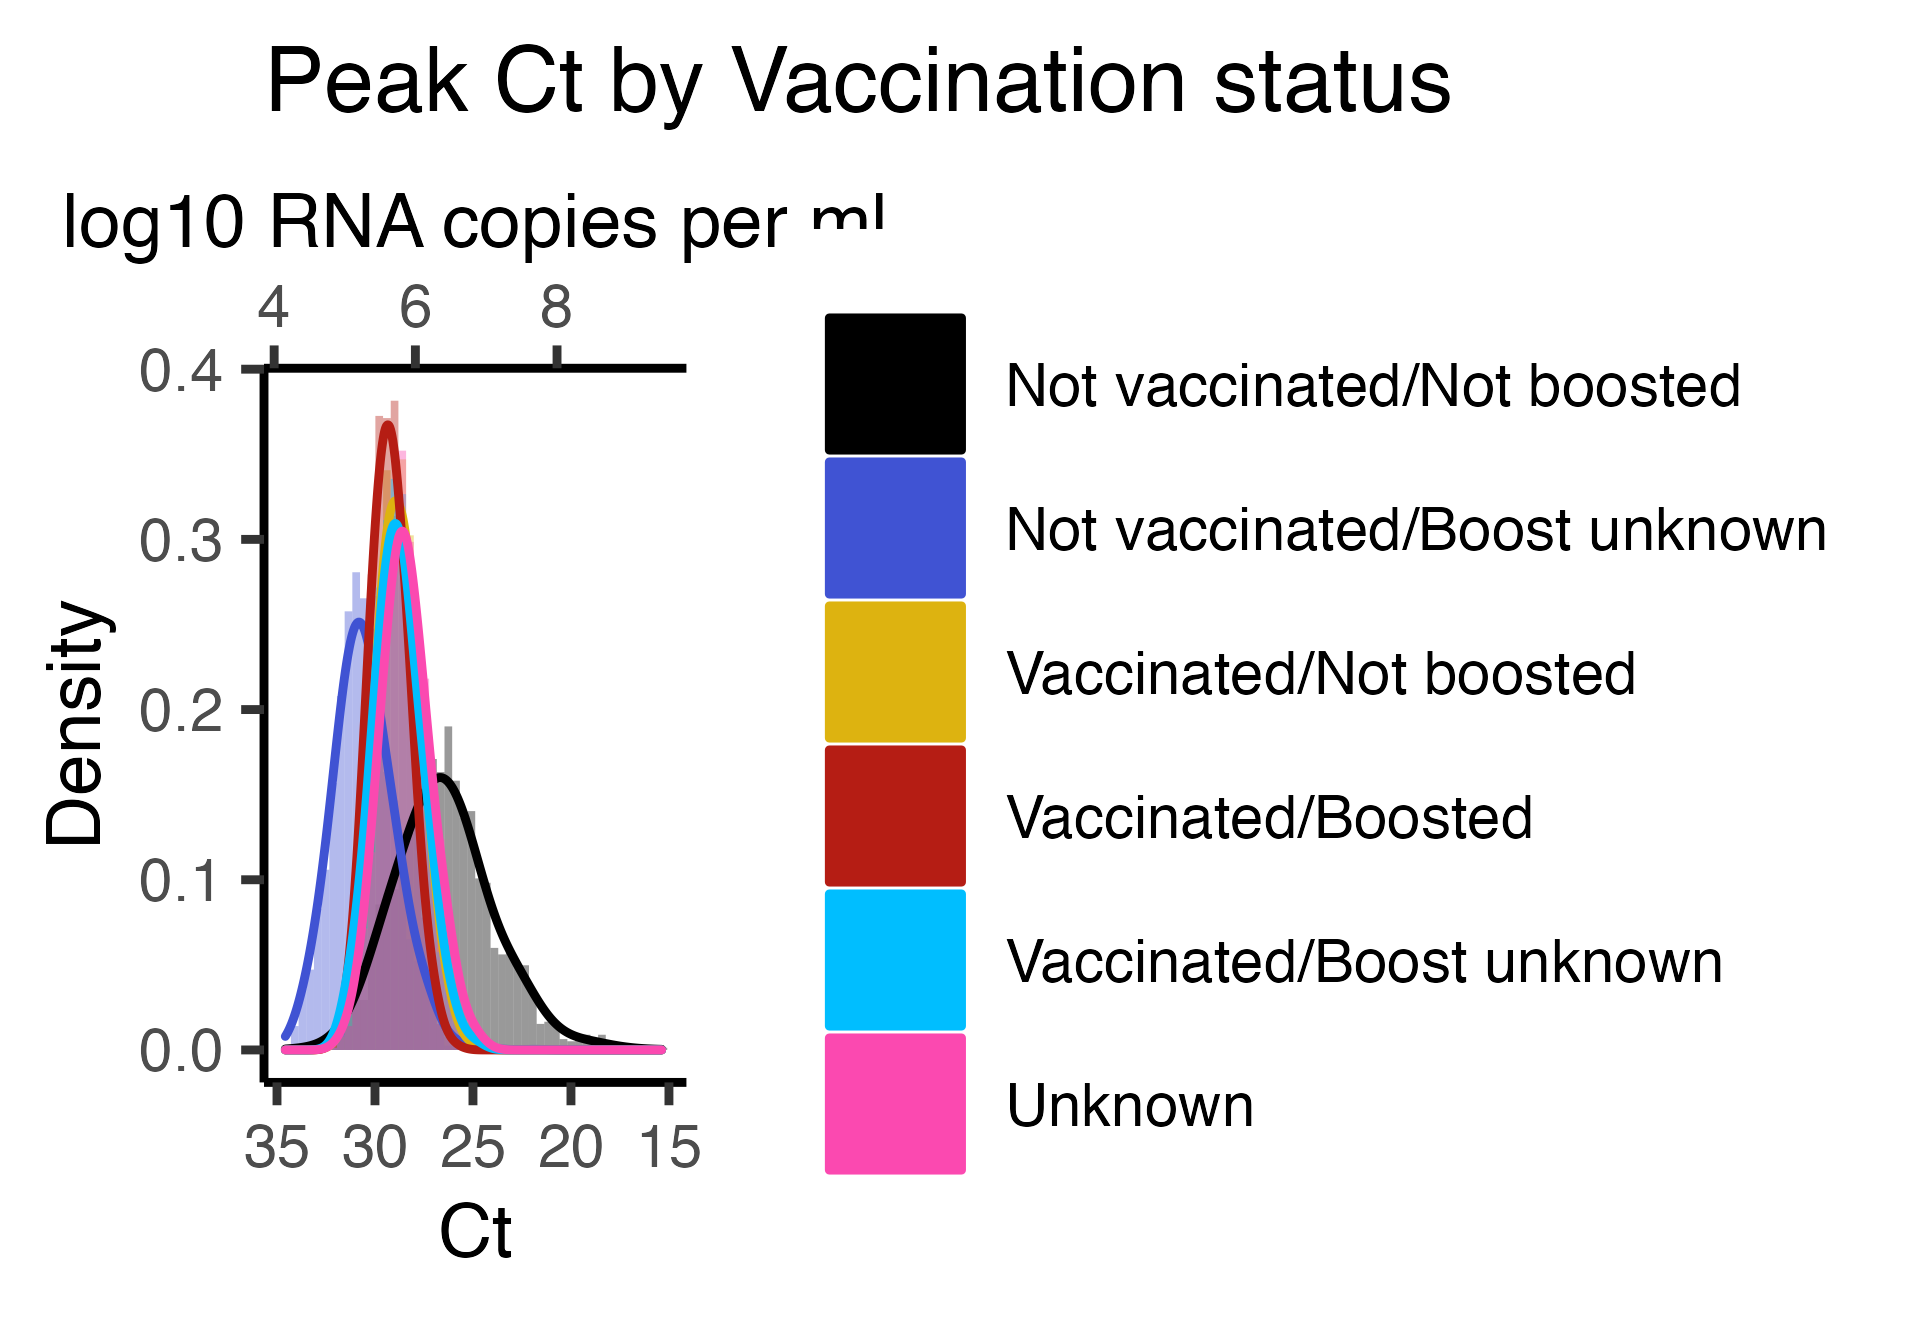 Peak Ct by Vaccination status
log10 RNA copies per ml
4 6 8
0.4
0.3
0.2
0.1
0.0
Density
35 30 25 20 15
Ct
Not vaccinated/Not boosted
Not vaccinated/Boost unknown
Vaccinated/Not boosted
Vaccinated/Boosted
Vaccinated/Boost unknown
Unknown